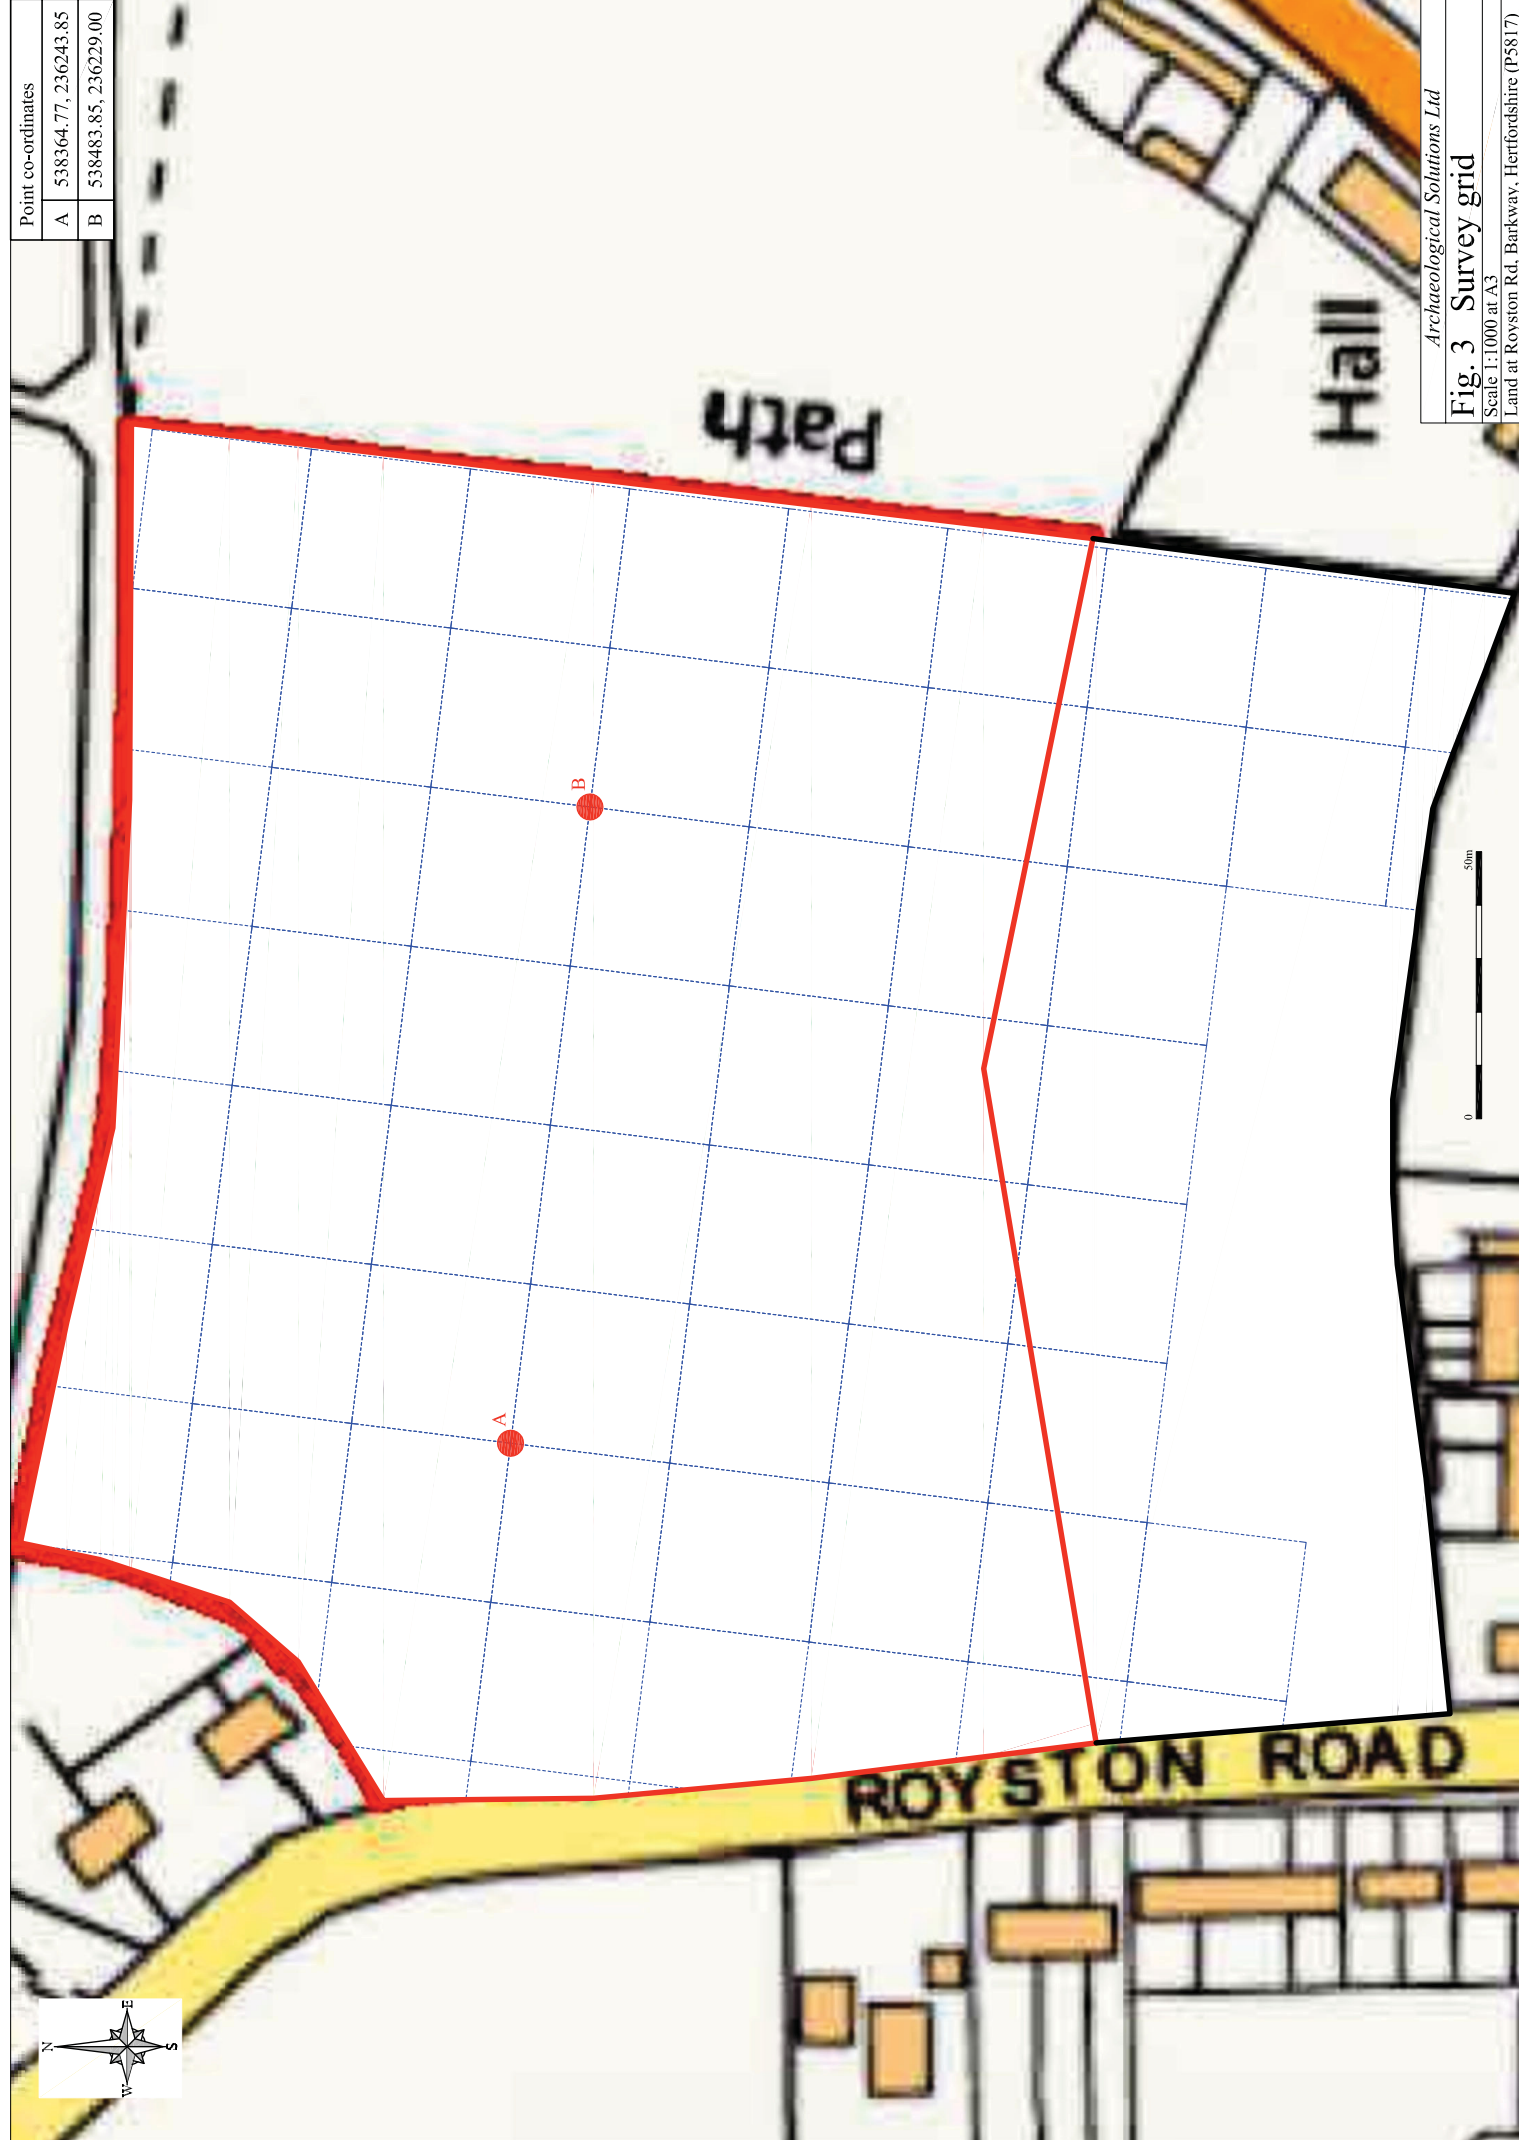 Point co-ordinates
A 538364.77, 236243.85
B 538483.85, 236229.00
Path
Hall
B
A
ROYSTON ROAD
N
E
S
W
0 50m
Archaeological Solutions Ltd
Fig. 3 Survey grid
Scale 1:1000 at A3
Land at Royston Rd, Barkway, Hertfordshire (P5817)